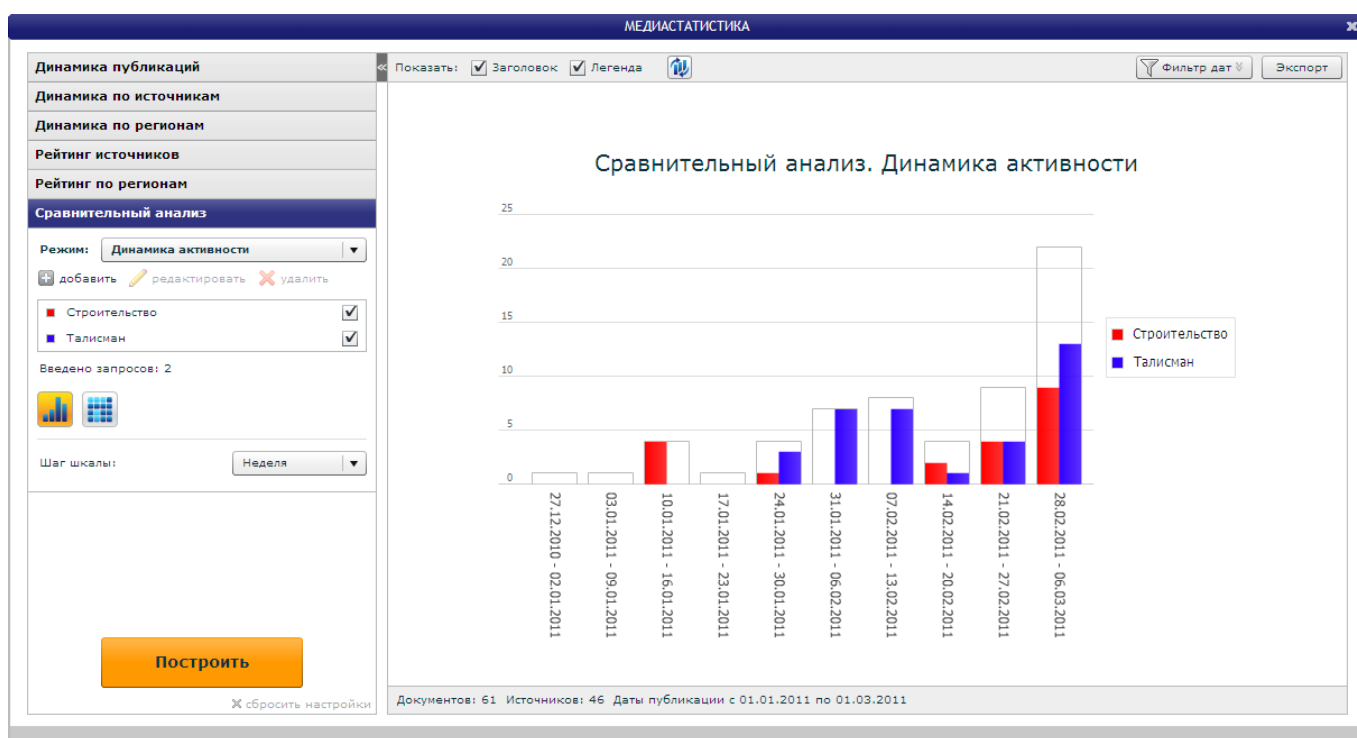 МЕДИАСТАТИСТИКА
Динамика публикаций
Динамика по источникам
Динамика по регионам
Рейтинг источников
Рейтинг по регионам
Сравнительный анализ
Режим: Динамика активности
добавить редактировать удалить
Строительство
Талисман
Введено запросов: 2
Шаг шкалы: Неделя
Построить
сбросить настройки
Показать: Заголовок Легенда Фильтр дат Экспорт
Сравнительный анализ. Динамика активности
25
20
15
10
5
0
27.12.2010 - 02.01.2011
03.01.2011 - 09.01.2011
10.01.2011 - 16.01.2011
17.01.2011 - 23.01.2011
24.01.2011 - 30.01.2011
31.01.2011 - 06.02.2011
07.02.2011 - 13.02.2011
14.02.2011 - 20.02.2011
21.02.2011 - 27.02.2011
28.02.2011 - 06.03.2011
Строительство
Талисман
Документов: 61 Источников: 46 Даты публикации с 01.01.2011 по 01.03.2011